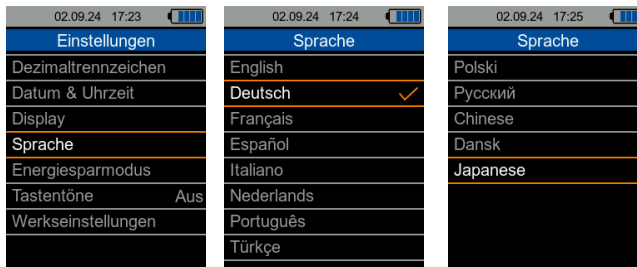 02.09.24 17:23
Einstellungen
Dezimaltrennzeichen
Datum & Uhrzeit
Display
Sprache
Energiesparmodus
Tastentöne Aus
Werkseinstellungen
02.09.24 17:24
Sprache
English
Deutsch
Français
Español
Italiano
Nederlands
Português
Türkçe
02.09.24 17:25
Sprache
Polski
Русский
Chinese
Dansk
Japanese